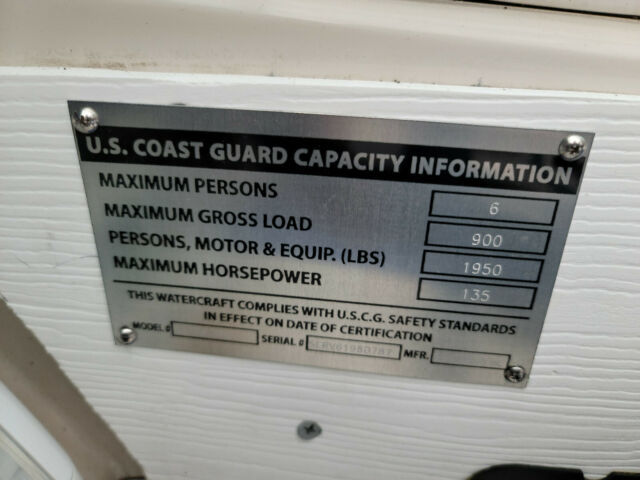 U.S. COAST GUARD CAPACITY INFORMATION
MAXIMUM PERSONS 6
MAXIMUM GROSS LOAD 900
PERSONS, MOTOR & EQUIP. (LBS) 1950
MAXIMUM HORSEPOWER 135
THIS WATERCRAFT COMPLIES WITH U.S.C.G. SAFETY STANDARDS
IN EFFECT ON DATE OF CERTIFICATION
MODEL # SERIAL # MFR.